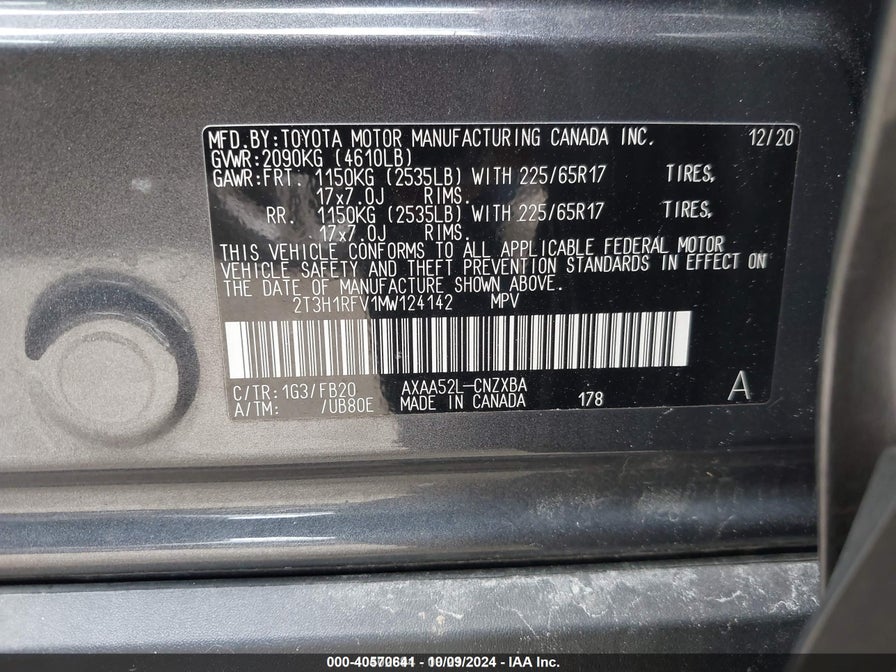 MFD.BY:TOYOTA MOTOR MANUFACTURING CANADA INC. 12/20
GVWR:2090KG (4610LB)
GAWR:FRT. 1150KG (2535LB) WITH 225/65R17 TIRES,
17x7.0J RIMS.
RR. 1150KG (2535LB) WITH 225/65R17 TIRES,
17x7.0J RIMS.
THIS VEHICLE CONFORMS TO ALL APPLICABLE FEDERAL MOTOR
VEHICLE SAFETY AND THEFT PREVENTION STANDARDS IN EFFECT ON
THE DATE OF MANUFACTURE SHOWN ABOVE.
2T3H1RFV1MW124142 MPV
C/TR: 1G3/FB20 AXAA52L-CNZXBA A
A/TM: /UB80E MADE IN CANADA 178
10/09/2024 - IAA Inc.